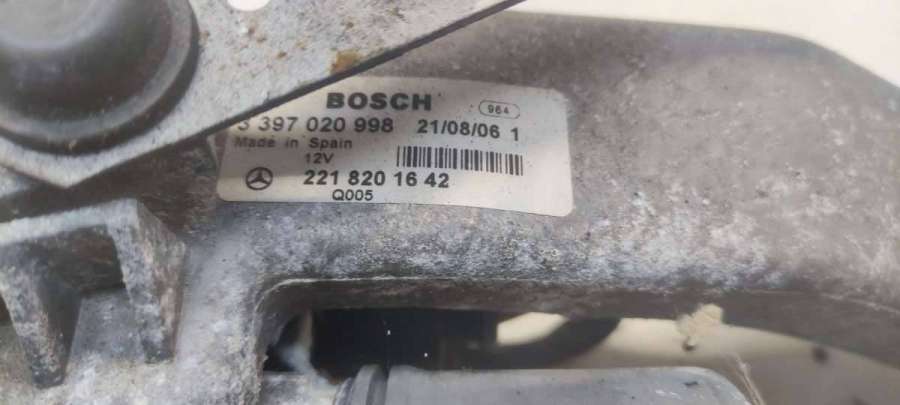 BOSCH 964
3 397 020 998 21/08/06 1
Made in Spain
12V
221 820 16 42
Q005